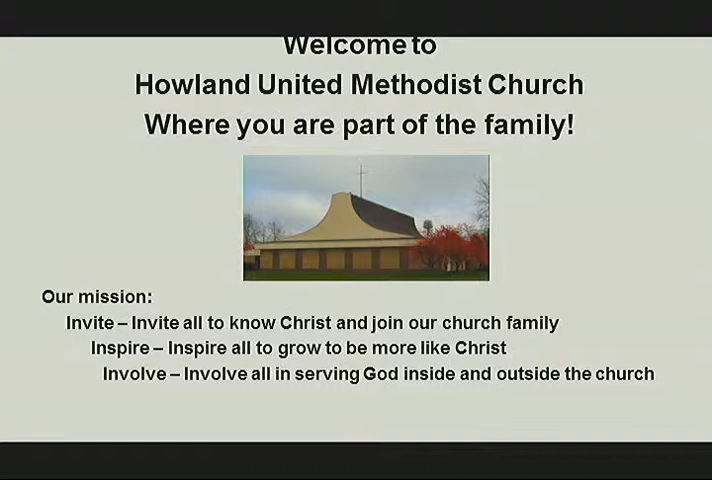 Welcome to
Howland United Methodist Church
Where you are part of the family!
Our mission:
Invite – Invite all to know Christ and join our church family
Inspire – Inspire all to grow to be more like Christ
Involve – Involve all in serving God inside and outside the church